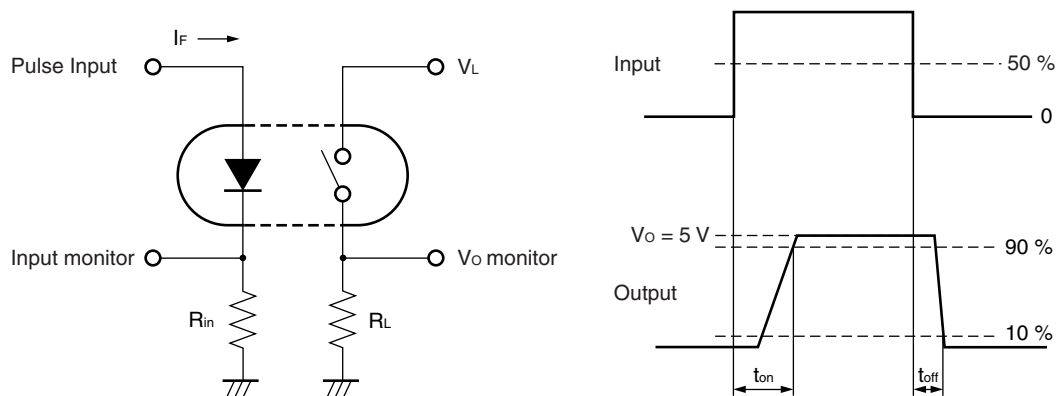 IF
Pulse Input
VL
Input monitor
VO monitor
Rin
RL
Input
50 %
0
VO = 5 V
90 %
Output
10 %
ton
toff